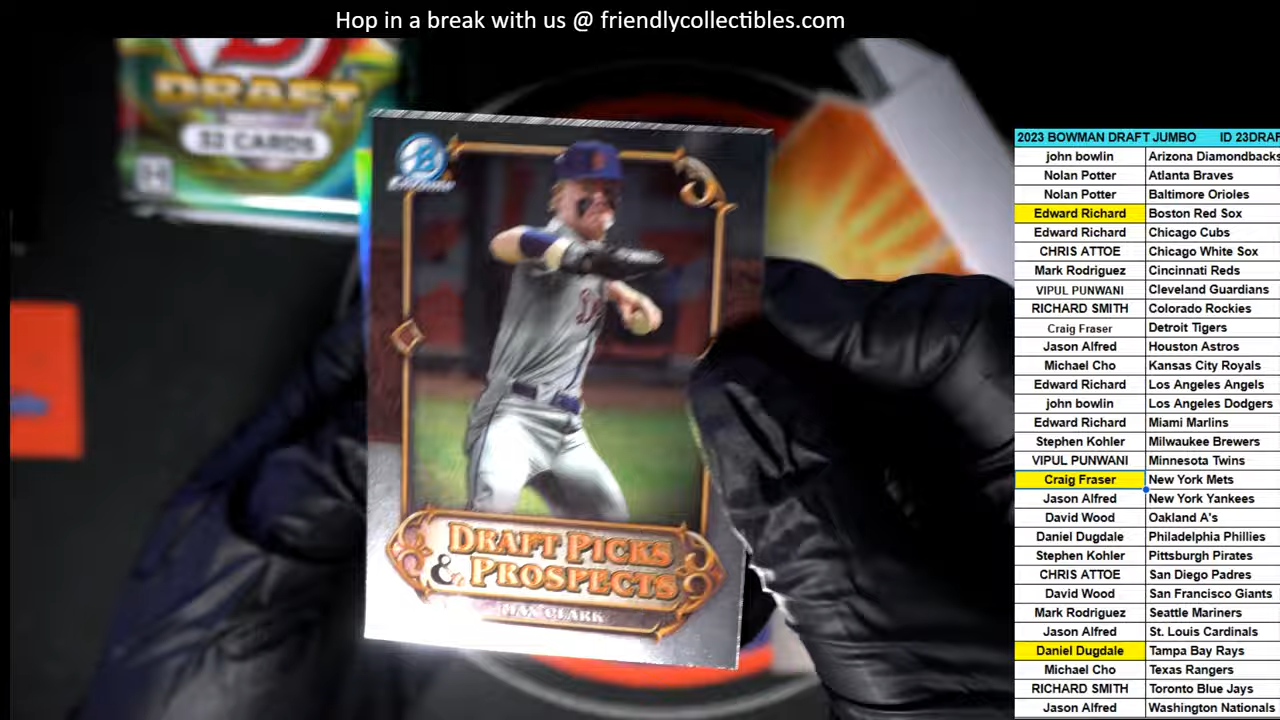 Hop in a break with us @ friendlycollectibles.com
DRAFT
32 CARDS
B
DRAFT PICKS
& PROSPECTS
MAX CLARK
2023 BOWMAN DRAFT JUMBO ID 23DRAF
john bowlin Arizona Diamondbacks
Nolan Potter Atlanta Braves
Nolan Potter Baltimore Orioles
Edward Richard Boston Red Sox
Edward Richard Chicago Cubs
CHRIS ATTOE Chicago White Sox
Mark Rodriguez Cincinnati Reds
VIPUL PUNWANI Cleveland Guardians
RICHARD SMITH Colorado Rockies
Craig Fraser Detroit Tigers
Jason Alfred Houston Astros
Michael Cho Kansas City Royals
Edward Richard Los Angeles Angels
john bowlin Los Angeles Dodgers
Edward Richard Miami Marlins
Stephen Kohler Milwaukee Brewers
VIPUL PUNWANI Minnesota Twins
Craig Fraser New York Mets
Jason Alfred New York Yankees
David Wood Oakland A's
Daniel Dugdale Philadelphia Phillies
Stephen Kohler Pittsburgh Pirates
CHRIS ATTOE San Diego Padres
David Wood San Francisco Giants
Mark Rodriguez Seattle Mariners
Jason Alfred St. Louis Cardinals
Daniel Dugdale Tampa Bay Rays
Michael Cho Texas Rangers
RICHARD SMITH Toronto Blue Jays
Jason Alfred Washington Nationals